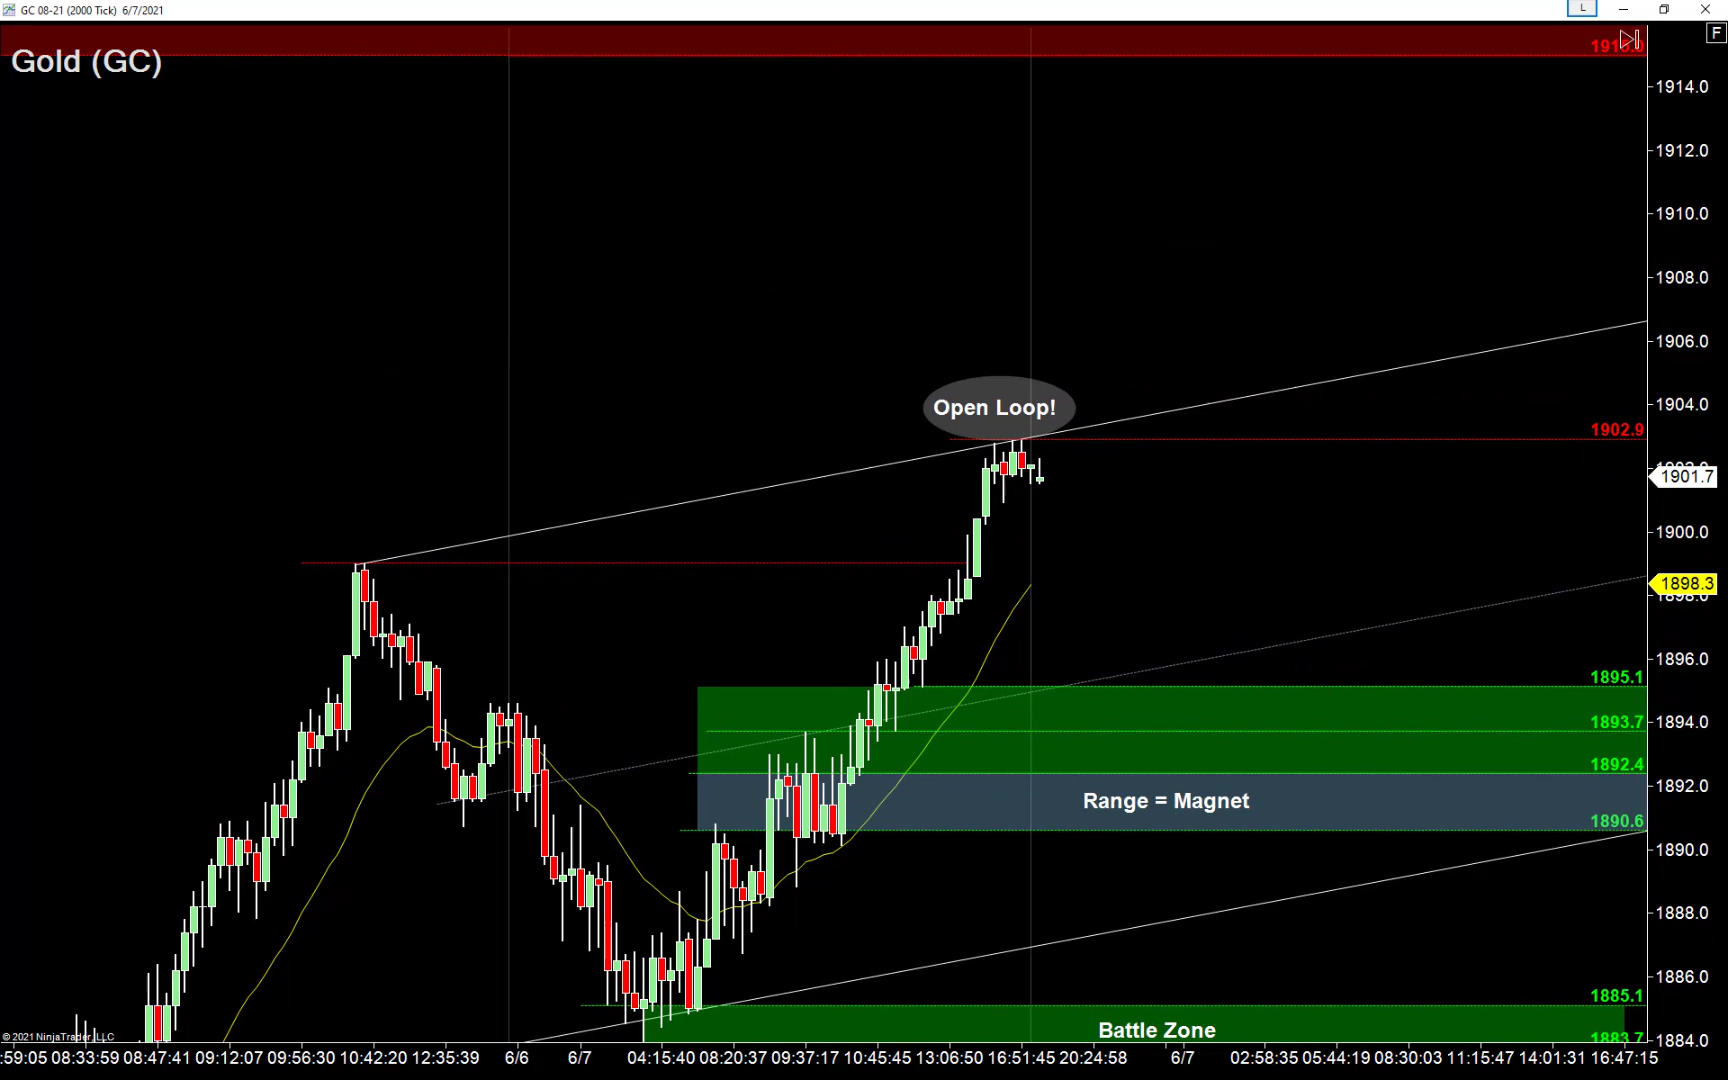 GC 08-21 (2000 Tick) 6/7/2021
L
F
Gold (GC)
1914.0
1912.0
1910.0
1908.0
1906.0
1904.0
Open Loop!
1902.9
1901.7
1900.0
1898.3
1898.0
1896.0
1895.1
1894.0
1893.7
1892.4
1892.0
Range = Magnet
1890.6
1890.0
1888.0
1886.0
1885.1
Battle Zone
1883.7
1884.0
© 2021 NinjaTrader, LLC
:59:05 08:33:59 08:47:41 09:12:07 09:56:30 10:42:20 12:35:39 6/6 6/7 04:15:40 08:20:37 09:37:17 10:45:45 13:06:50 16:51:45 20:24:58 6/7 02:58:35 05:44:19 08:30:03 11:15:47 14:01:31 16:47:15